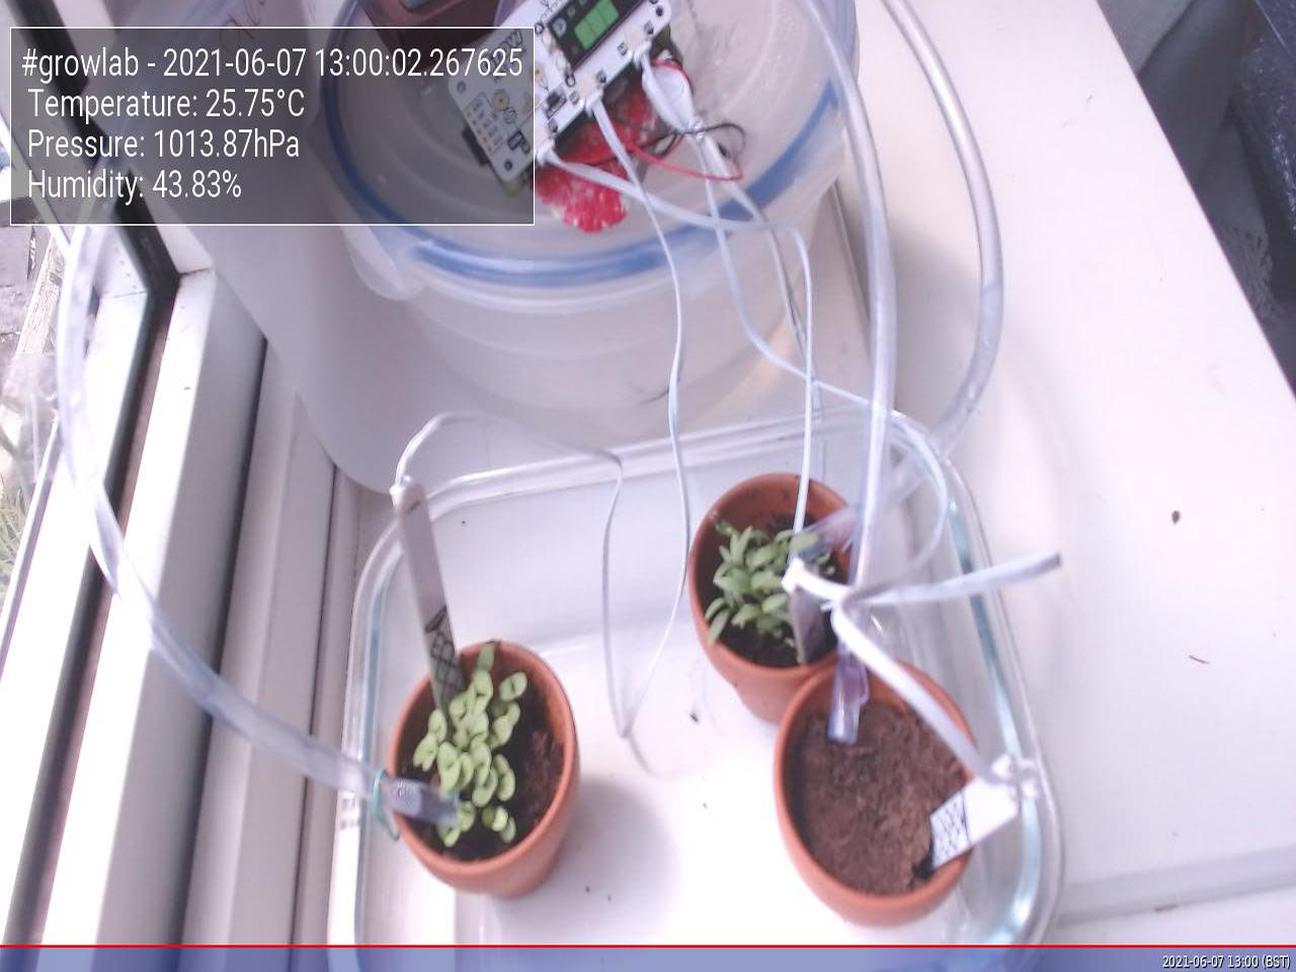 #growlab - 2021-06-07 13:00:02.267625
Temperature: 25.75°C
Pressure: 1013.87hPa
Humidity: 43.83%
2021-06-07 13:00 (BST)